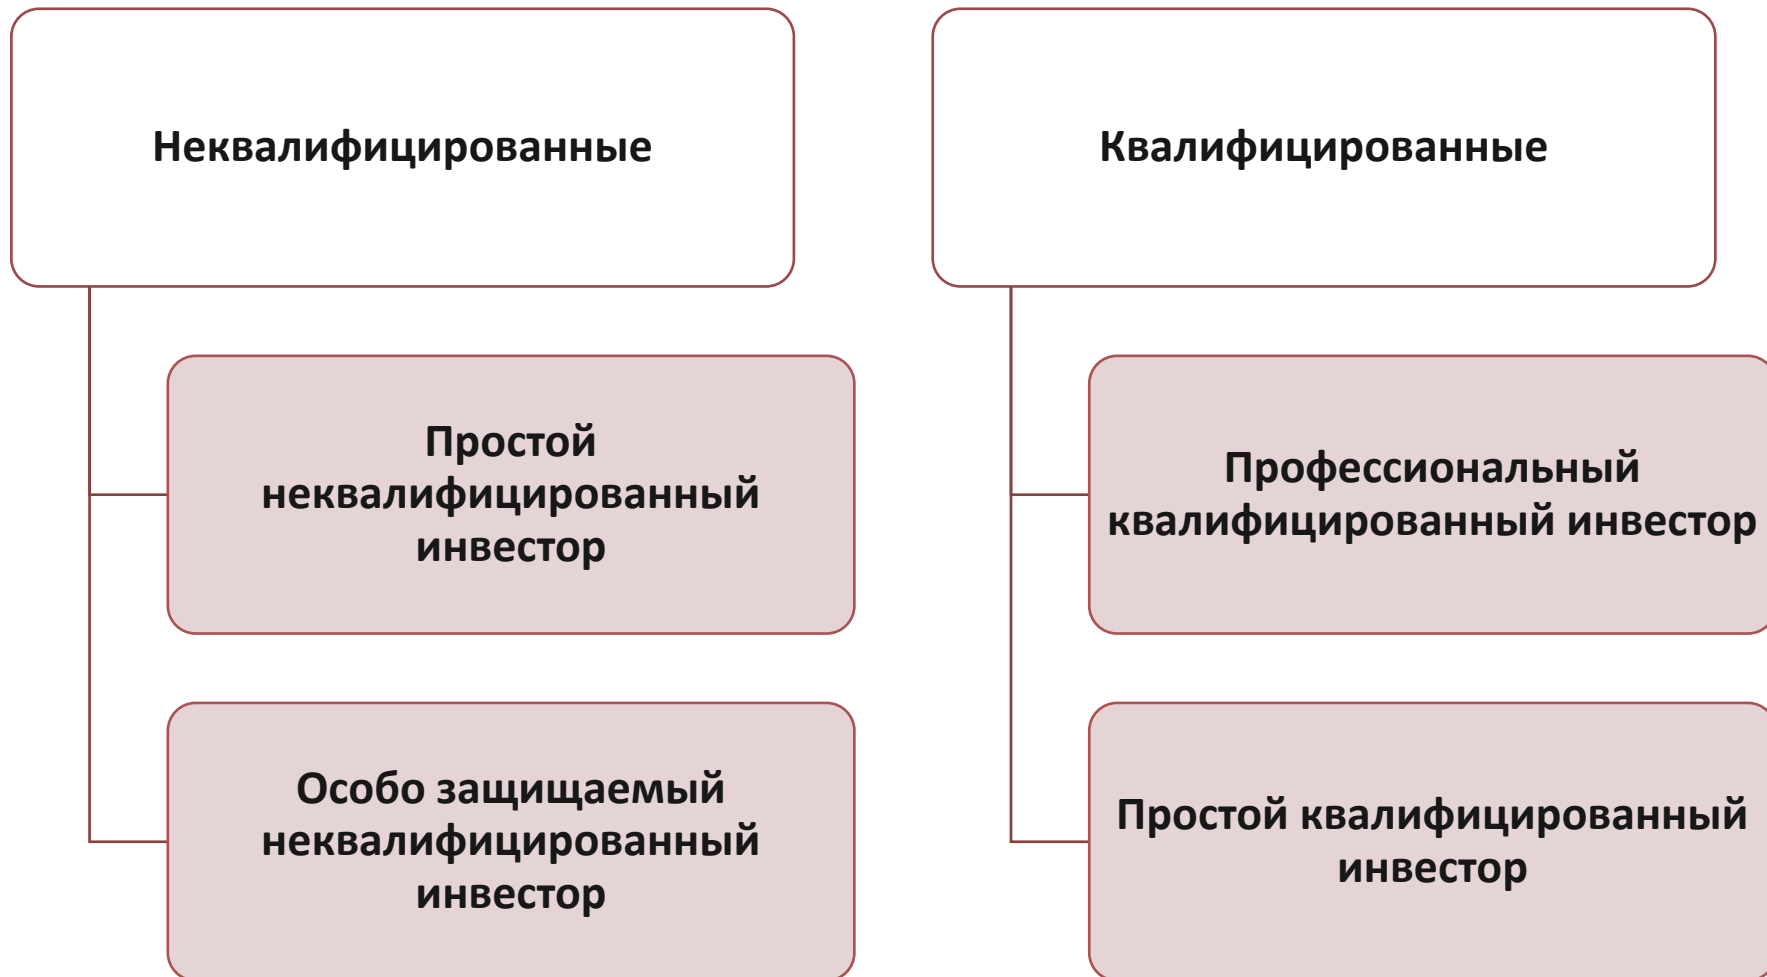 Неквалифицированные
Простой
неквалифицированный
инвестор
Особо защищаемый
неквалифицированный
инвестор
Квалифицированные
Профессиональный
квалифицированный инвестор
Простой квалифицированный
инвестор